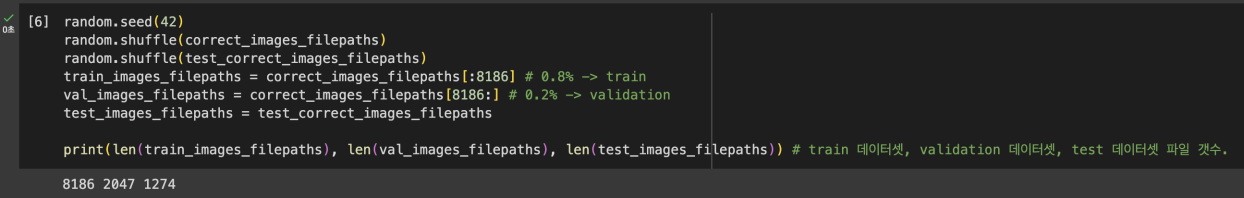 [6] random.seed(42)
random.shuffle(correct_images_filepaths)
random.shuffle(test_correct_images_filepaths)
train_images_filepaths = correct_images_filepaths[:8186] # 0.8% -> train
val_images_filepaths = correct_images_filepaths[8186:] # 0.2% -> validation
test_images_filepaths = test_correct_images_filepaths
print(len(train_images_filepaths), len(val_images_filepaths), len(test_images_filepaths)) # train 데이터셋, validation 데이터셋, test 데이터셋 파일 갯수.
0초
8186 2047 1274